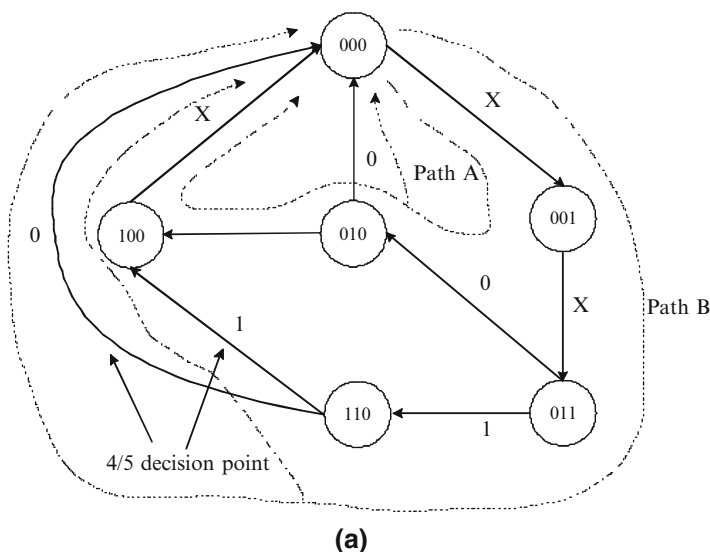 000
X
X
0
Path A
001
0
100
010
0
X
Path B
1
110
011
1
4/5 decision point
(a)